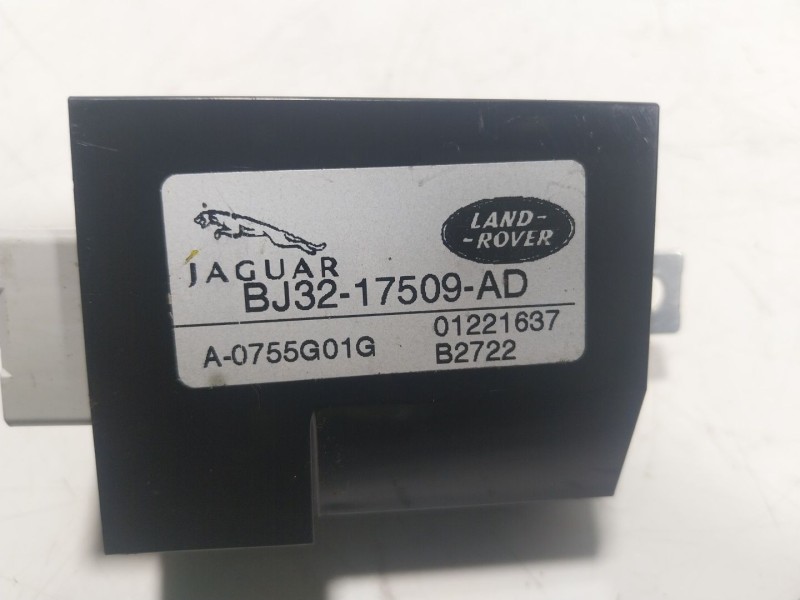 JAGUAR
LAND-
-ROVER
BJ32-17509-AD
A-0755G01G
01221637
B2722